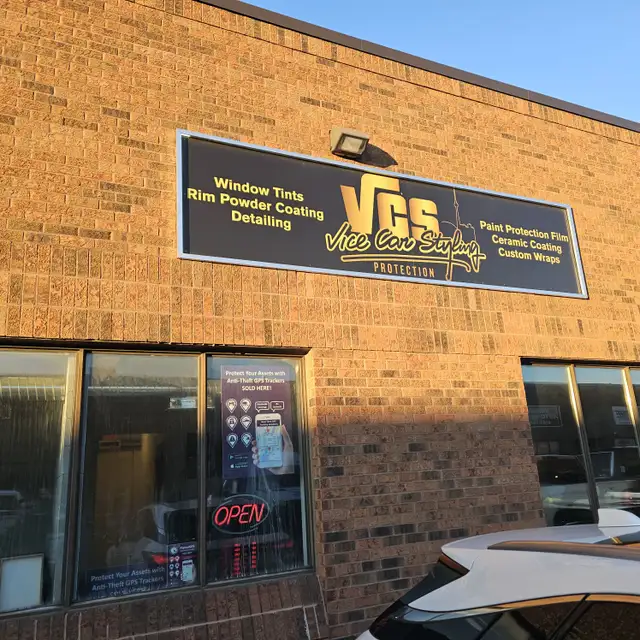 Window Tints
Rim Powder Coating
Detailing
VCS
Vice Car Styling
PROTECTION
Paint Protection Film
Ceramic Coating
Custom Wraps
Protect Your Assets with
Anti-Theft GPS Trackers
SOLD HERE!
OPEN
Protect Your Assets with
Anti-Theft GPS Trackers